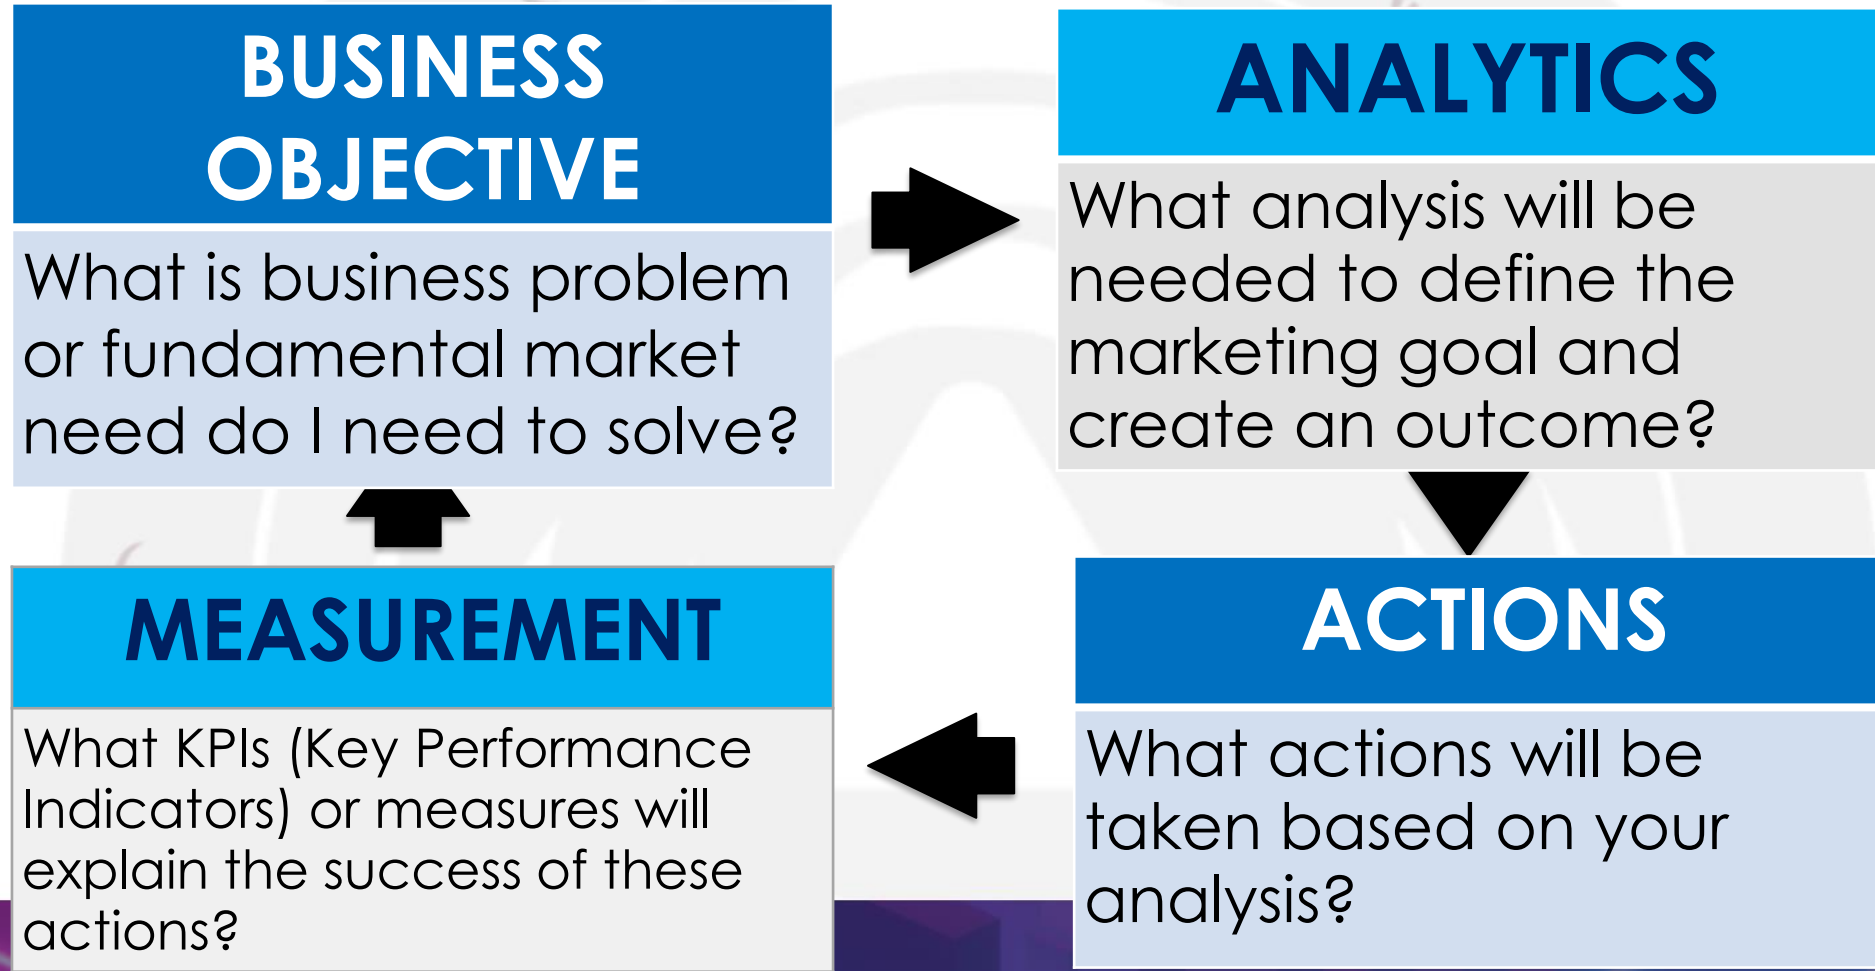 BUSINESS
OBJECTIVE
What is business problem
or fundamental market
need do I need to solve?
ANALYTICS
What analysis will be
needed to define the
marketing goal and
create an outcome?
ACTIONS
What actions will be
taken based on your
analysis?
MEASUREMENT
What KPIs (Key Performance
Indicators) or measures will
explain the success of these
actions?